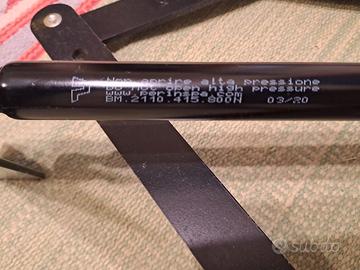 Non aprire alta pressione
Do not open high pressure
www.perinspa.com
BM.2110.415.800N 03/20
subito